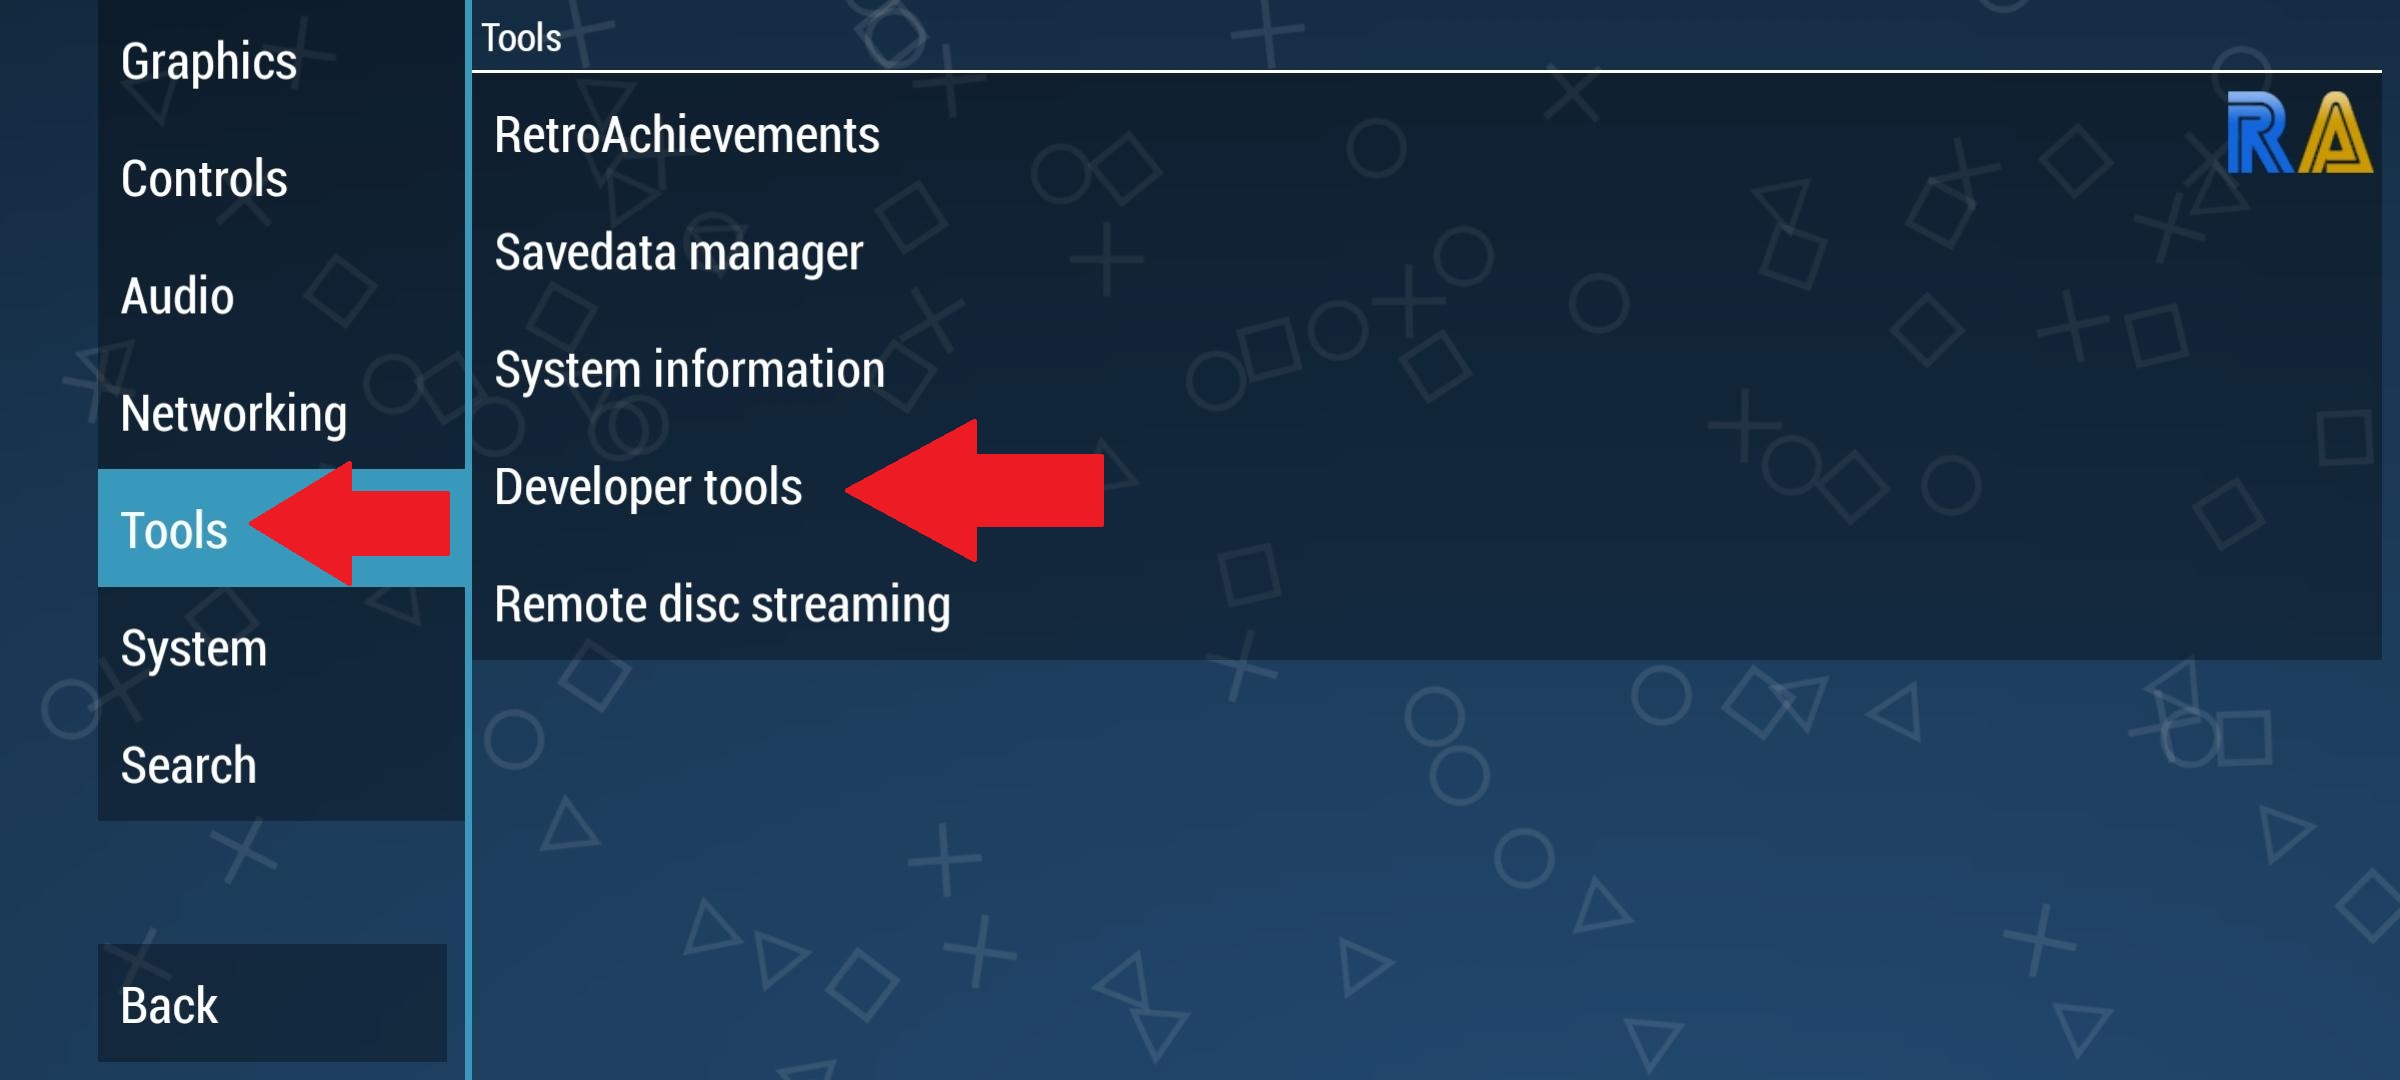 Graphics
Controls
Audio
Networking
Tools
System
Search
Back
Tools
RetroAchievements
RA
Savedata manager
System information
Developer tools
Remote disc streaming